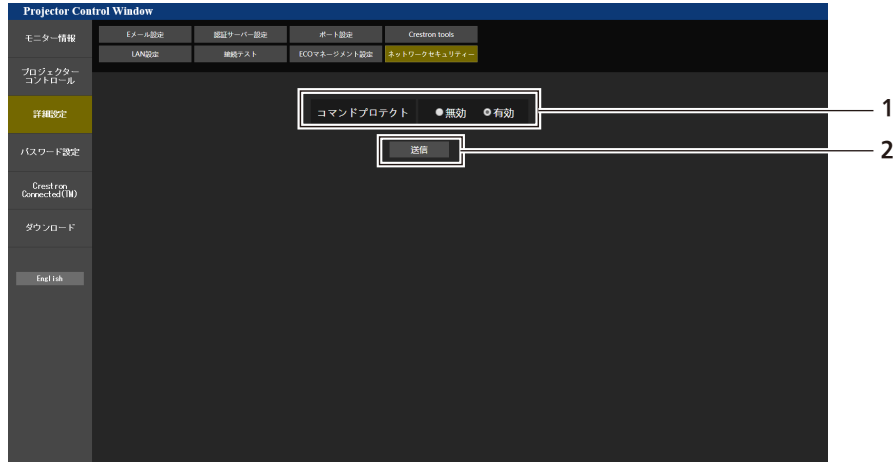 Projector Control Window
モニター情報
プロジェクター
コントロール
詳細設定
パスワード設定
Crestron
Connected(TM)
ダウンロード
English
Eメール設定 認証サーバー設定 ポート設定 Crestron tools
LAN設定 接続テスト ECOマネージメント設定 ネットワークセキュリティー
コマンドプロテクト 無効 有効 1
送信 2